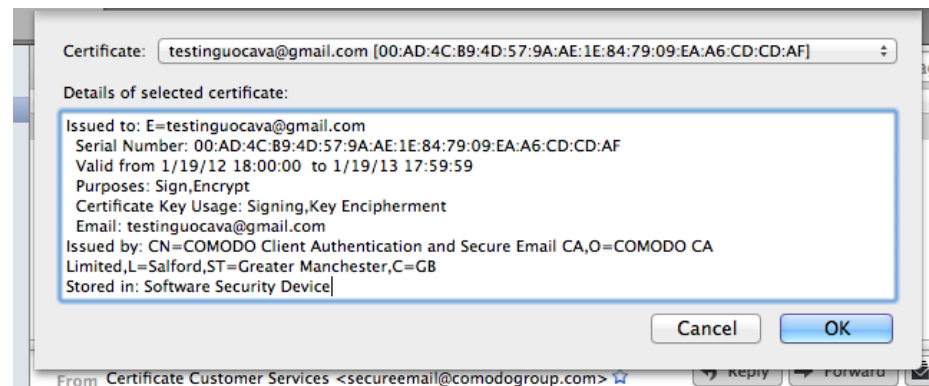 Certificate: testinguocava@gmail.com [00:AD:4C:B9:4D:57:9A:AE:1E:84:79:09:EA:A6:CD:CD:AF]
Details of selected certificate:
Issued to: E=testinguocava@gmail.com
Serial Number: 00:AD:4C:B9:4D:57:9A:AE:1E:84:79:09:EA:A6:CD:CD:AF
Valid from 1/19/12 18:00:00 to 1/19/13 17:59:59
Purposes: Sign,Encrypt
Certificate Key Usage: Signing,Key Encipherment
Email: testinguocava@gmail.com
Issued by: CN=COMODO Client Authentication and Secure Email CA,O=COMODO CA
Limited,L=Salford,ST=Greater Manchester,C=GB
Stored in: Software Security Device
Cancel OK
From Certificate Customer Services <secureemail@comodogroup.com> Reply Forward